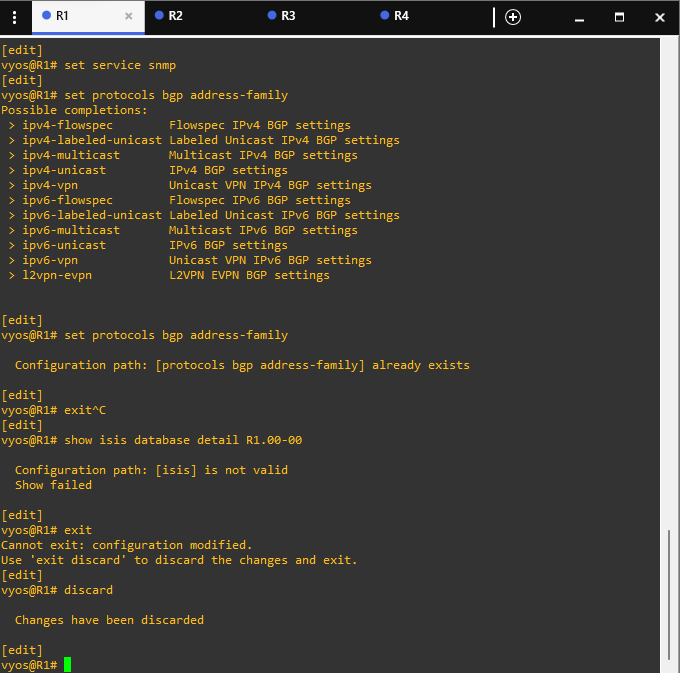 R1
R2
R3
R4
[edit]
vyos@R1# set service snmp
[edit]
vyos@R1# set protocols bgp address-family
Possible completions:
> ipv4-flowspec Flowspec IPv4 BGP settings
> ipv4-labeled-unicast Labeled Unicast IPv4 BGP settings
> ipv4-multicast Multicast IPv4 BGP settings
> ipv4-unicast IPv4 BGP settings
> ipv4-vpn Unicast VPN IPv4 BGP settings
> ipv6-flowspec Flowspec IPv6 BGP settings
> ipv6-labeled-unicast Labeled Unicast IPv6 BGP settings
> ipv6-multicast Multicast IPv6 BGP settings
> ipv6-unicast IPv6 BGP settings
> ipv6-vpn Unicast VPN IPv6 BGP settings
> l2vpn-evpn L2VPN EVPN BGP settings
[edit]
vyos@R1# set protocols bgp address-family
Configuration path: [protocols bgp address-family] already exists
[edit]
vyos@R1# exit^C
[edit]
vyos@R1# show isis database detail R1.00-00
Configuration path: [isis] is not valid
Show failed
[edit]
vyos@R1# exit
Cannot exit: configuration modified.
Use 'exit discard' to discard the changes and exit.
[edit]
vyos@R1# discard
Changes have been discarded
[edit]
vyos@R1#